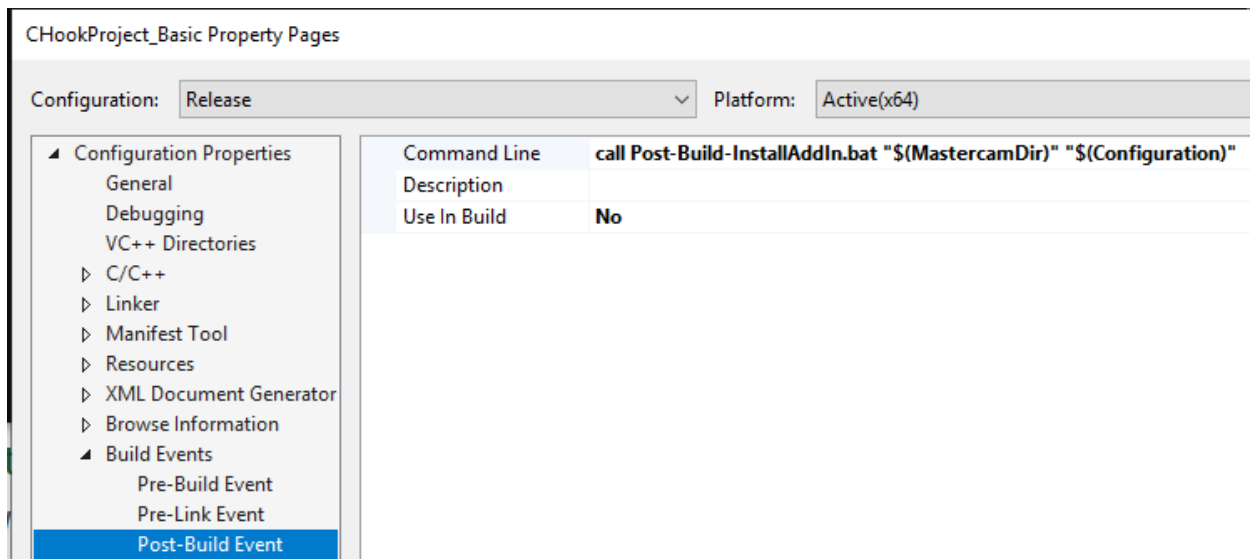 CHookProject_Basic Property Pages
Configuration: Release Platform: Active(x64)
Configuration Properties
General
Debugging
VC++ Directories
C/C++
Linker
Manifest Tool
Resources
XML Document Generator
Browse Information
Build Events
Pre-Build Event
Pre-Link Event
Post-Build Event
Command Line call Post-Build-InstallAddIn.bat "$(MastercamDir)" "$(Configuration)"
Description
Use In Build No